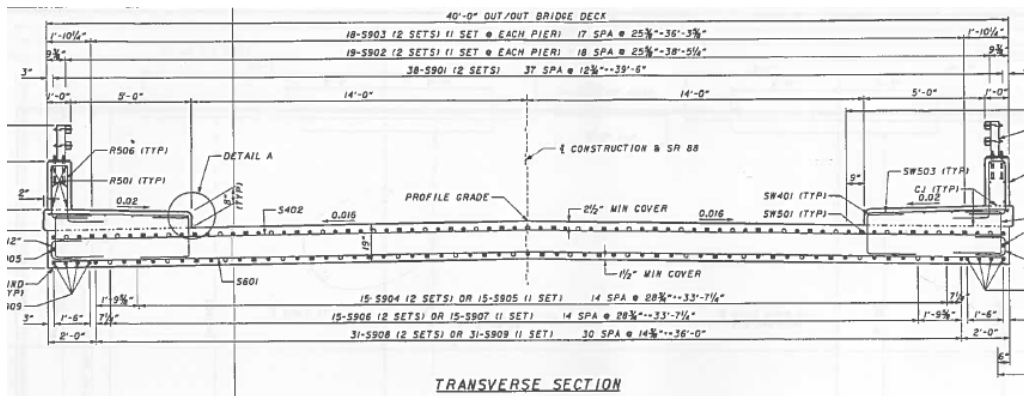 40'-0" OUT/OUT BRIDGE DECK
1'-10¼" 18-S903 (2 SETS) (1 SET @ EACH PIER) 17 SPA @ 25⅝"=36'-3⅝" 1'-10¼"
9⅜" 19-S902 (2 SETS) (1 SET @ EACH PIER) 18 SPA @ 25⅝"=38'-5¼" 9⅜"
3" 38-S901 (2 SETS) 37 SPA @ 12¾"--39'-6"
1'-0" 5'-0" 14'-0" 14'-0" 5'-0" 1'-0"
R506 (TYP)
DETAIL A
℄ CONSTRUCTION & SR 88
R501 (TYP)
8" (TYP)
9"
SW503 (TYP)
CJ (TYP)
2"
0.02
PROFILE GRADE
2½" MIN COVER
SW401 (TYP)
0.02
S402
0.016
0.016
SW501 (TYP)
12"
19"
05
S601
1½" MIN COVER
IND
YP)
909
1'-9⅜" 15-S904 (2 SETS) OR 15-S905 (1 SET) 14 SPA @ 28¾"--33'-7¼" 7½"
3" 1'-6" 7½" 15-S906 (2 SETS) OR 15-S907 (1 SET) 14 SPA @ 28¾"--33'-7¼" 1'-9⅜" 1'-6"
2'-0" 31-S908 (2 SETS) OR 31-S909 (1 SET) 30 SPA @ 14⅜"--36'-0" 2'-0"
6"
TRANSVERSE SECTION